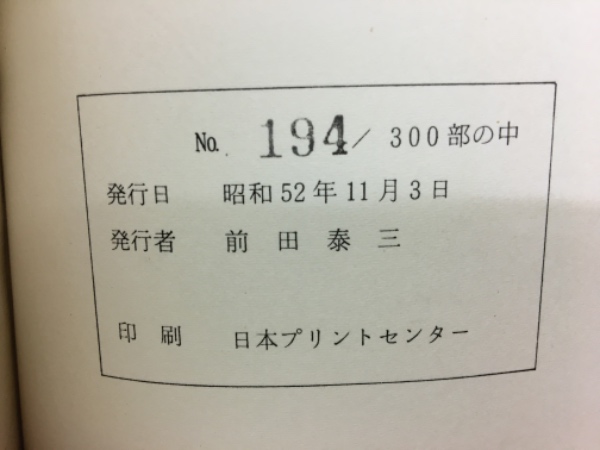 No. 194 / 300部の中
発行日 昭和52年11月3日
発行者 前田泰三
印刷 日本プリントセンター